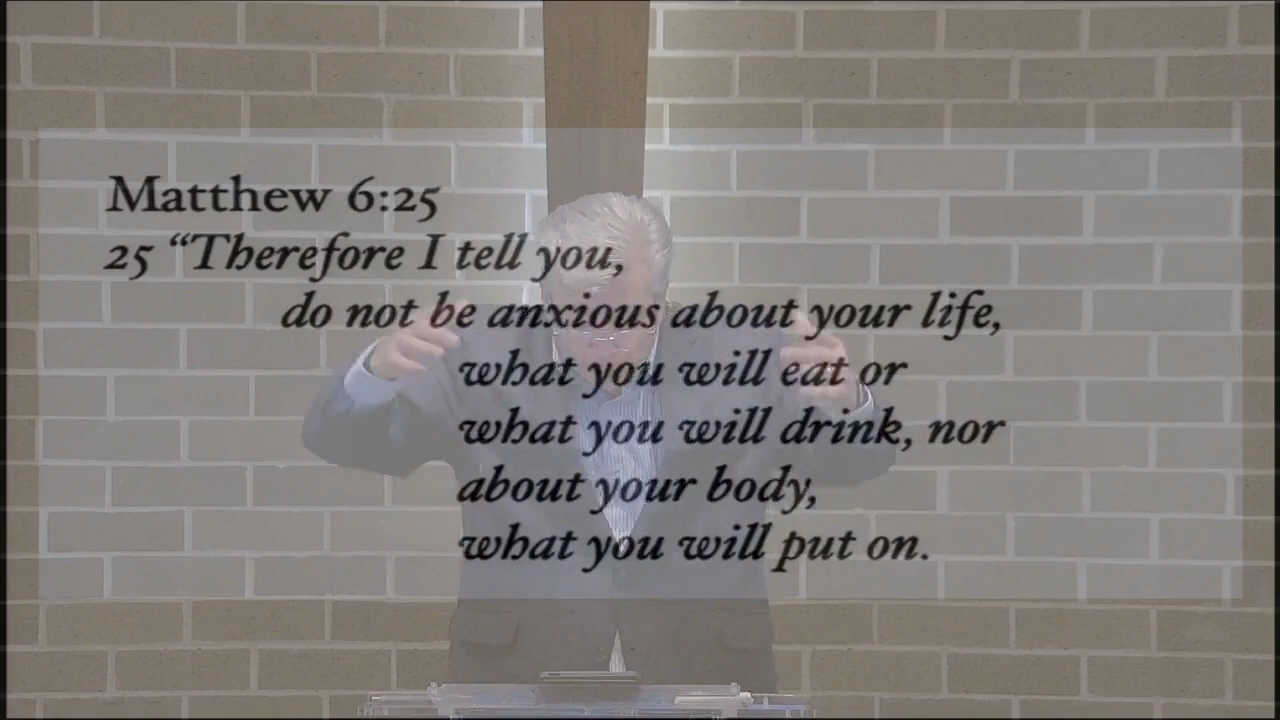 Matthew 6:25
25 “Therefore I tell you,
do not be anxious about your life,
what you will eat or
what you will drink, nor
about your body,
what you will put on.